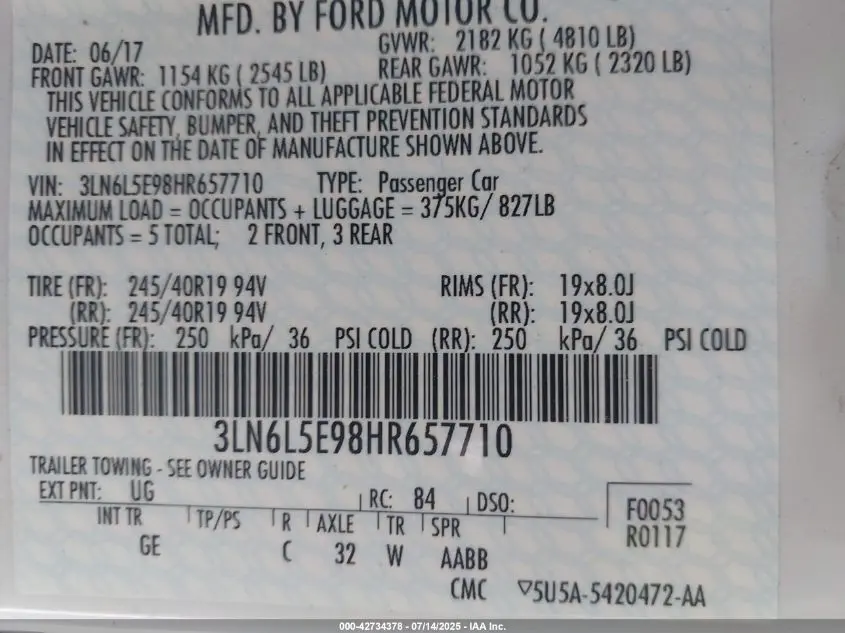 MFD. BY FORD MOTOR CO.
DATE: 06/17 GVWR: 2182 KG ( 4810 LB)
FRONT GAWR: 1154 KG ( 2545 LB) REAR GAWR: 1052 KG ( 2320 LB)
THIS VEHICLE CONFORMS TO ALL APPLICABLE FEDERAL MOTOR
VEHICLE SAFETY, BUMPER, AND THEFT PREVENTION STANDARDS
IN EFFECT ON THE DATE OF MANUFACTURE SHOWN ABOVE.
VIN: 3LN6L5E98HR657710 TYPE: Passenger Car
MAXIMUM LOAD = OCCUPANTS + LUGGAGE = 375KG/ 827LB
OCCUPANTS = 5 TOTAL; 2 FRONT, 3 REAR
TIRE (FR): 245/40R19 94V RIMS (FR): 19x8.0J
(RR): 245/40R19 94V (RR): 19x8.0J
PRESSURE (FR): 250 kPa/ 36 PSI COLD (RR): 250 kPa/ 36 PSI COLD
3LN6L5E98HR657710
TRAILER TOWING - SEE OWNER GUIDE
EXT PNT: UG RC: 84 DSO:
INT TR TP/PS R AXLE TR SPR
GE C 32 W AABB
F0053
R0117
CMC ▽5U5A-5420472-AA
000-42734378 - 07/14/2025 - IAA Inc.